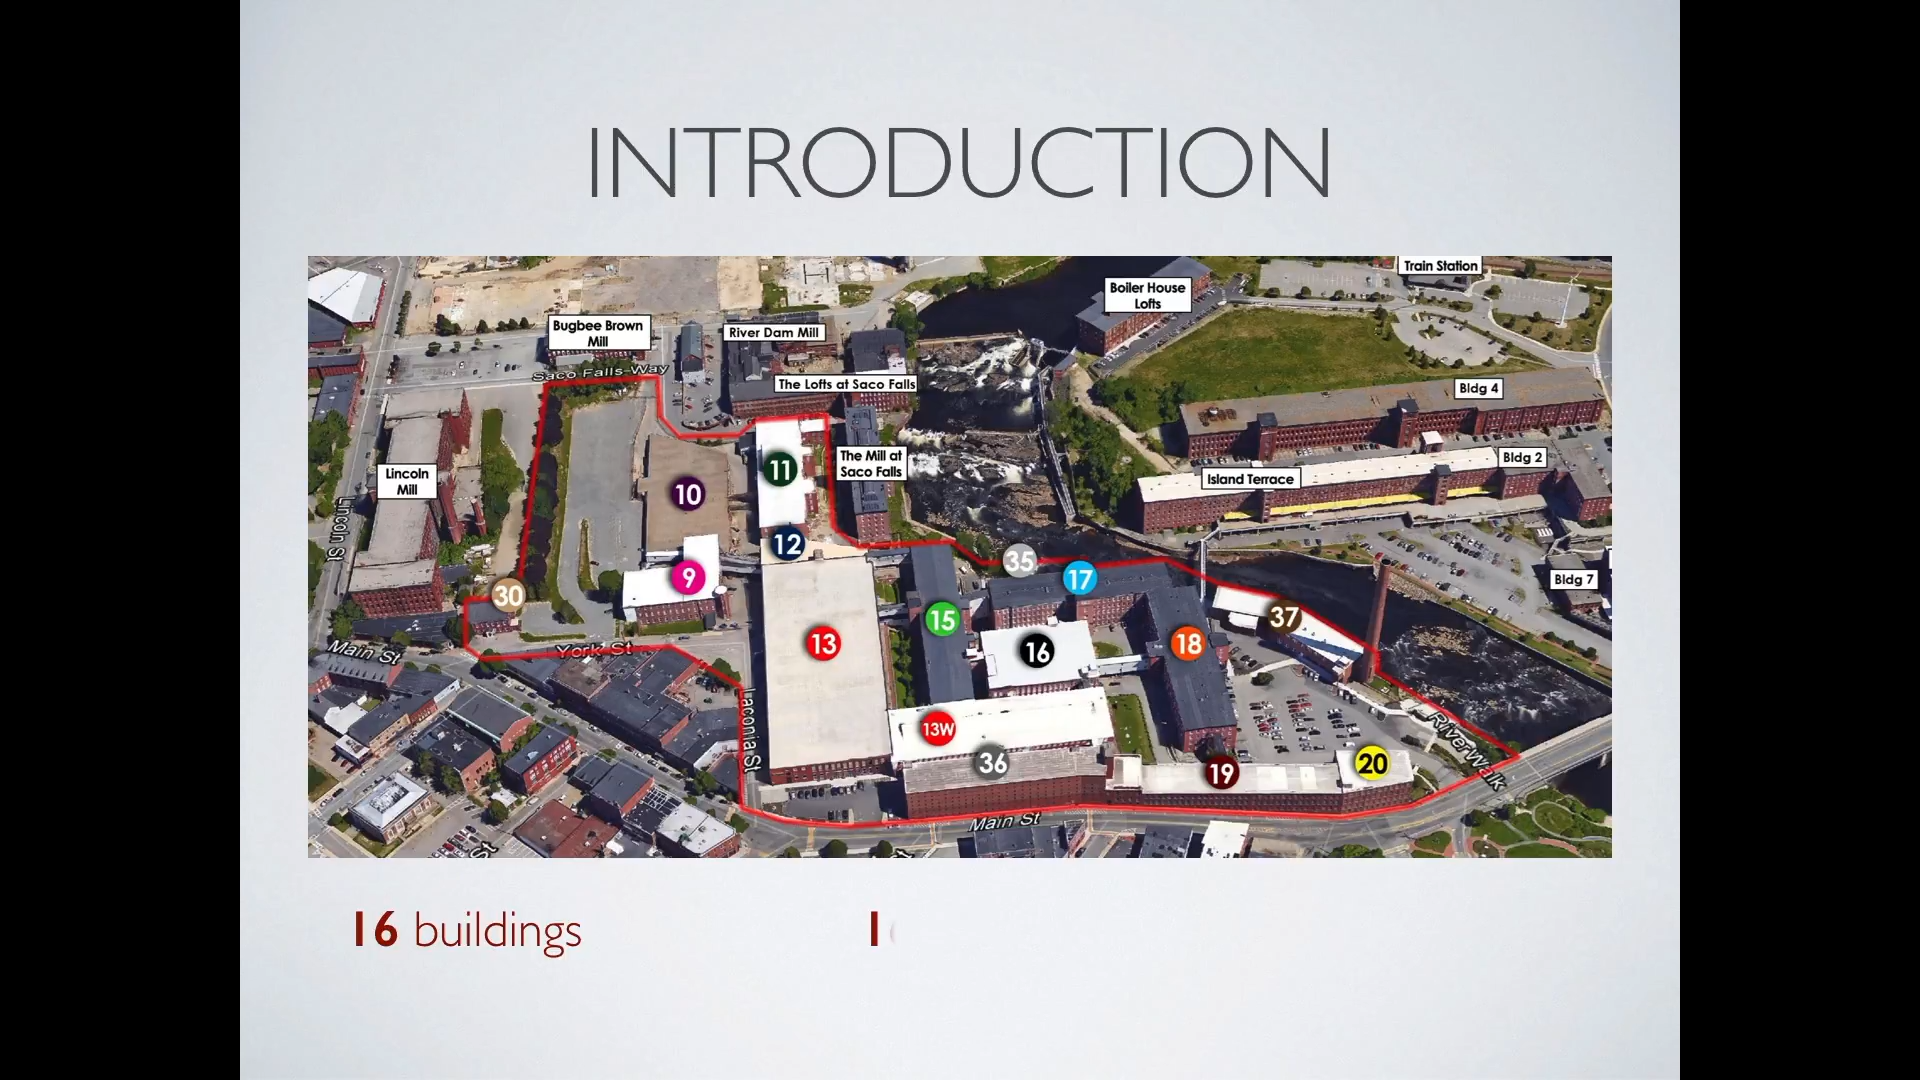 INTRODUCTION
Train Station
Boiler House
Lofts
Bugbee Brown
Mill
River Dam Mill
Saco Falls Way
The Lofts at Saco Falls
Bldg 4
The Mill at
Saco Falls
Bldg 2
Lincoln
Mill
11
10
Island Terrace
Lincoln St
12
35
17
9
Bldg 7
30
15
37
13
16
18
Main St
York St
Laconia St
13W
36
19
20
Riverwalk
Main St
St
16 buildings
1